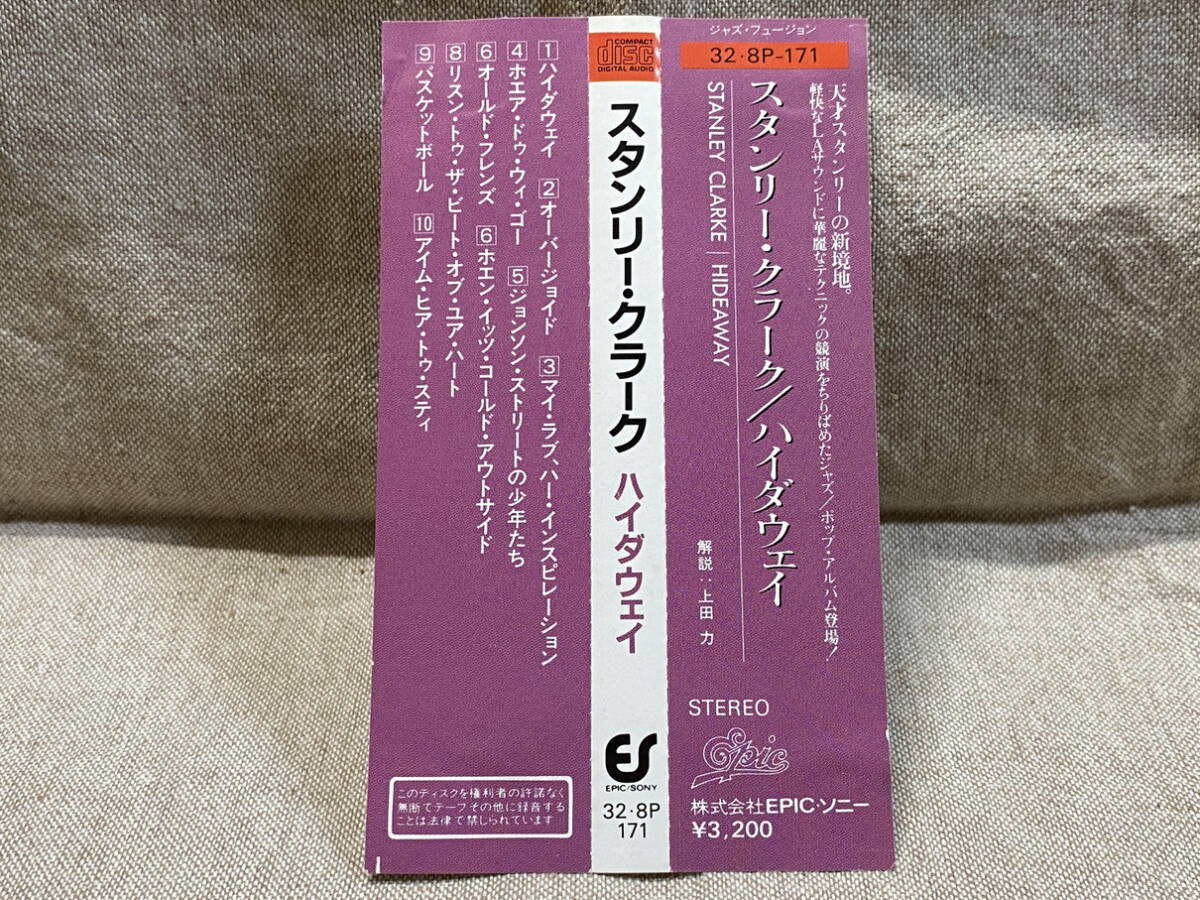 ジャズ・フュージョン
32・8P-171
天才スタンリーの新境地。
軽快なLAサウンドに華麗なテクニックの競演をちりばめたジャズ/ポップ・アルバム登場!
スタンリー・クラーク/ハイダウェイ
STANLEY CLARKE | HIDEAWAY
解説:上田 力
STEREO
Epic
株式会社EPIC・ソニー
¥3,200
COMPACT
disc
DIGITAL AUDIO
スタンリー・クラーク ハイダウェイ
ES
EPIC/SONY
32・8P
171
1 ハイダウェイ 2 オーバージョイド 3 マイ・ラブ、ハー・インスピレーション
4 ホエア・ドゥ・ウィ・ゴー 5 ジョンソン・ストリートの少年たち
6 オールド・フレンズ 6 ホエン・イッツ・コールド・アウトサイド
8 リスン・トゥ・ザ・ビート・オブ・ユア・ハート
9 バスケットボール 10 アイム・ヒア・トゥ・スティ
このディスクを権利者の許諾なく
無断でテープその他に録音する
ことは法律で禁じられています